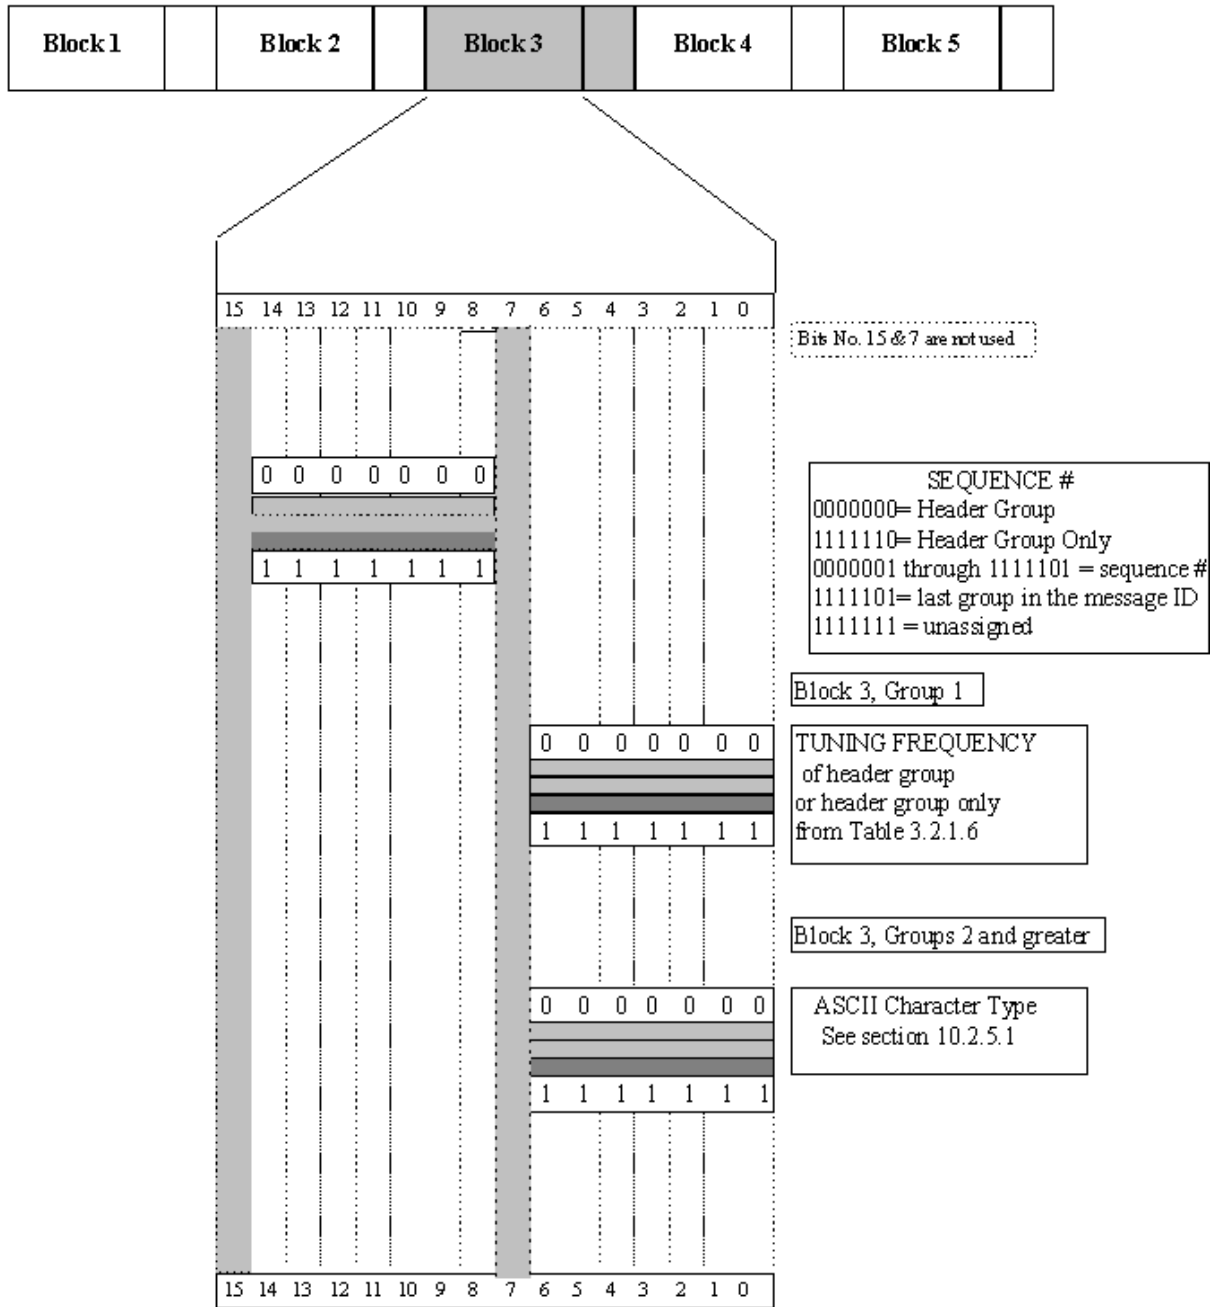 Block 1 Block 2 Block 3 Block 4 Block 5
15 14 13 12 11 10 9 8 7 6 5 4 3 2 1 0
Bits No. 15 & 7 are not used
0 0 0 0 0 0 0
1 1 1 1 1 1 1
SEQUENCE #
0000000= Header Group
1111110= Header Group Only
0000001 through 1111101 = sequence #
1111101= last group in the message ID
1111111 = unassigned
Block 3, Group 1
0 0 0 0 0 0 0
1 1 1 1 1 1 1
TUNING FREQUENCY
of header group
or header group only
from Table 3.2.1.6
Block 3, Groups 2 and greater
0 0 0 0 0 0 0
1 1 1 1 1 1 1
ASCII Character Type
See section 10.2.5.1
15 14 13 12 11 10 9 8 7 6 5 4 3 2 1 0